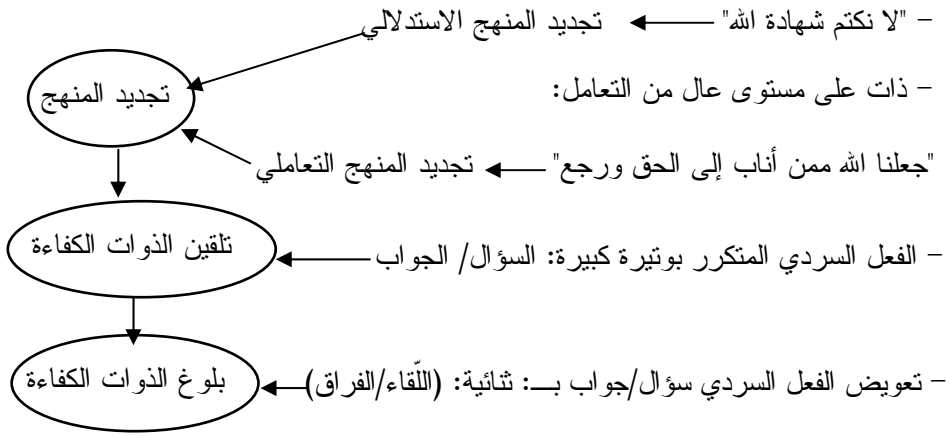 – "لا نكتم شهادة الله" تجديد المنهج الاستدلالي
تجديد المنهج
– ذات على مستوى عال من التعامل:
"جعلنا الله ممن أناب إلى الحق ورجع" تجديد المنهج التعاملي
– الفعل السردي المتكرر بوتيرة كبيرة: السؤال/ الجواب
تلقين الذوات الكفاءة
– تعويض الفعل السردي سؤال/جواب بـــ: ثنائية: (اللّقاء/الفراق)
بلوغ الذوات الكفاءة